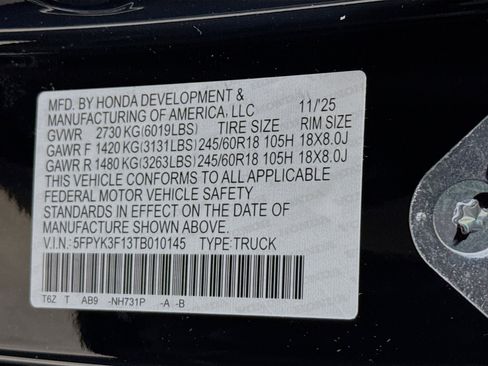 MFD. BY HONDA DEVELOPMENT &
MANUFACTURING OF AMERICA, LLC 11/'25
GVWR 2730 KG(6019LBS) TIRE SIZE RIM SIZE
GAWR F 1420 KG(3131LBS) 245/60R18 105H 18X8.0J
GAWR R 1480 KG(3263LBS) 245/60R18 105H 18X8.0J
THIS VEHICLE CONFORMS TO ALL APPLICABLE
FEDERAL MOTOR VEHICLE SAFETY
STANDARDS IN EFFECT ON THE DATE OF
MANUFACTURE SHOWN ABOVE.
V.I.N: 5FPYK3F13TB010145 TYPE:TRUCK
T6Z T AB9 -NH731P -A -B